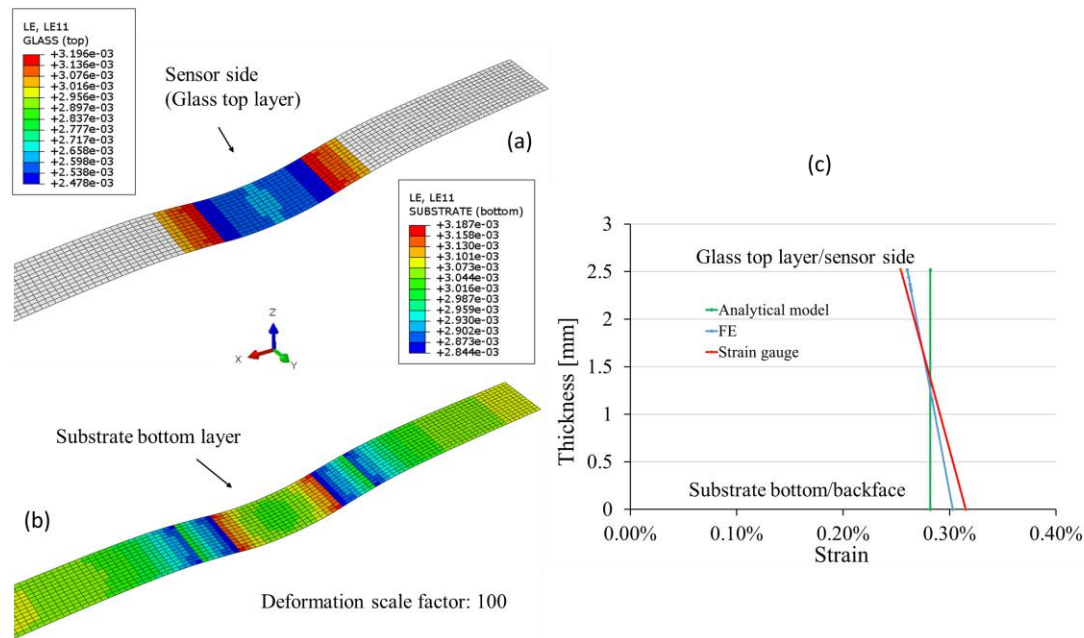 LE, LE11
GLASS (top)
+3.196e-03
+3.136e-03
+3.076e-03
+3.016e-03
+2.956e-03
+2.897e-03
+2.837e-03
+2.777e-03
+2.717e-03
+2.658e-03
+2.598e-03
+2.538e-03
+2.478e-03
Sensor side
(Glass top layer)
(a)
LE, LE11
SUBSTRATE (bottom)
+3.187e-03
+3.158e-03
+3.130e-03
+3.101e-03
+3.073e-03
+3.044e-03
+3.016e-03
+2.987e-03
+2.959e-03
+2.930e-03
+2.902e-03
+2.873e-03
+2.844e-03
Z
X
Y
Substrate bottom layer
(b)
Deformation scale factor: 100
(c)
Thickness [mm]
3
2.5
2
1.5
1
0.5
0
Glass top layer/sensor side
Analytical model
FE
Strain gauge
Substrate bottom/backface
0.00%
0.10%
0.20%
0.30%
0.40%
Strain